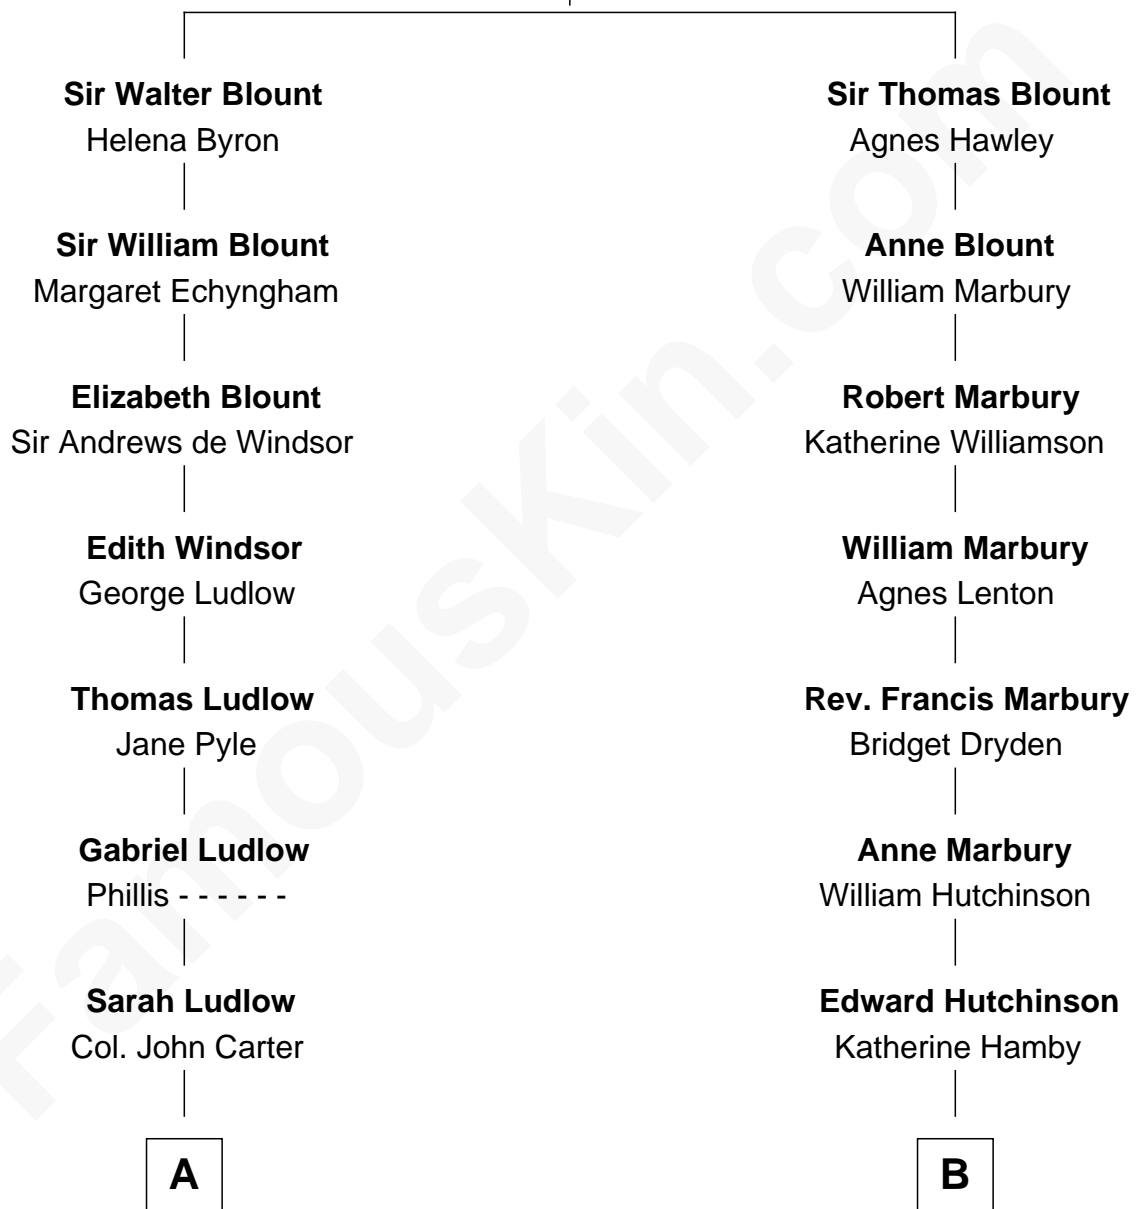 Sir Walter Blount
Helena Byron
Sir William Blount
Margaret Echyngham
Elizabeth Blount
Sir Andrews de Windsor
Edith Windsor
George Ludlow
Thomas Ludlow
Jane Pyle
Gabriel Ludlow
Phillis - - - - - -
Sarah Ludlow
Col. John Carter
A
Sir Thomas Blount
Agnes Hawley
Anne Blount
William Marbury
Robert Marbury
Katherine Williamson
William Marbury
Agnes Lenton
Rev. Francis Marbury
Bridget Dryden
Anne Marbury
William Hutchinson
Edward Hutchinson
Katherine Hamby
B
FamousKin.com